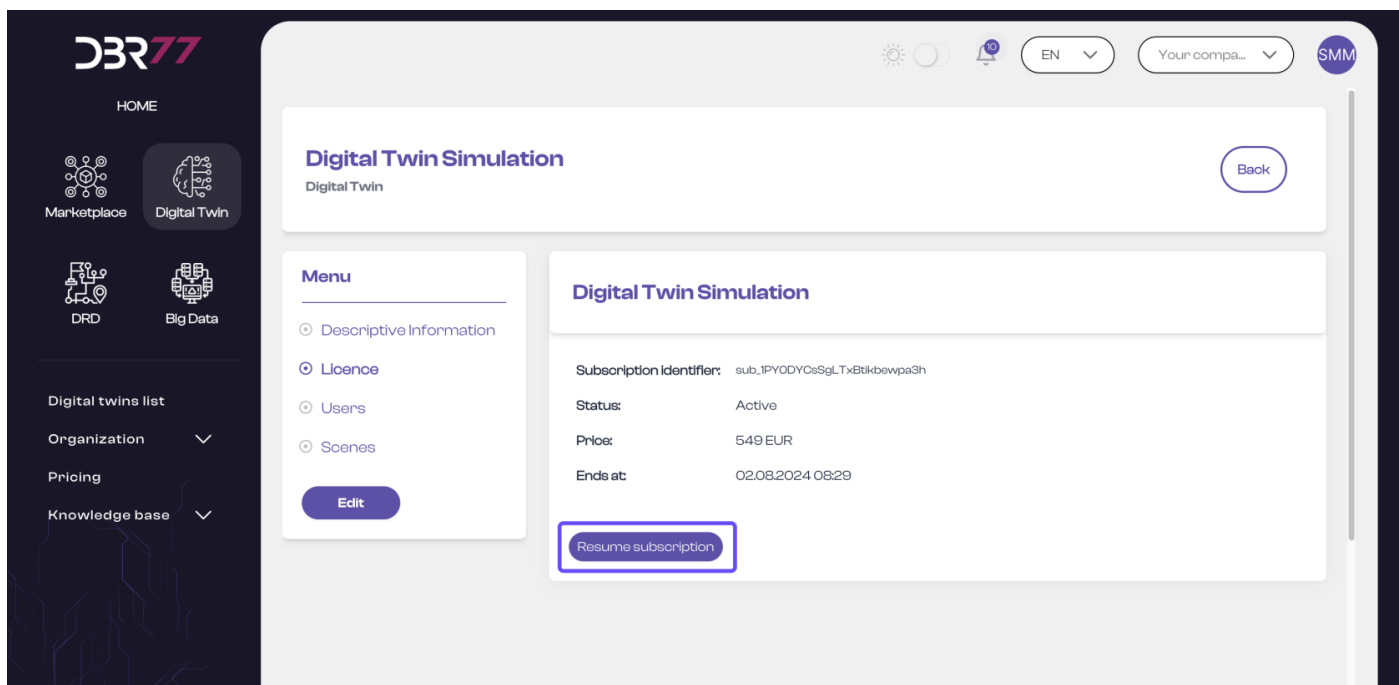 DBR77
10
EN
Your compa...
SMM
HOME
Marketplace
Digital Twin
DRD
Big Data
Digital twins list
Organization
Pricing
Knowledge base
Digital Twin Simulation
Digital Twin
Back
Menu
Descriptive Information
Licence
Users
Scenes
Edit
Digital Twin Simulation
Subscription identifier: sub_1PY0DYCsSgLTxBtikbewpa3h
Status: Active
Price: 549 EUR
Ends at: 02.08.2024 08:29
Resume subscription